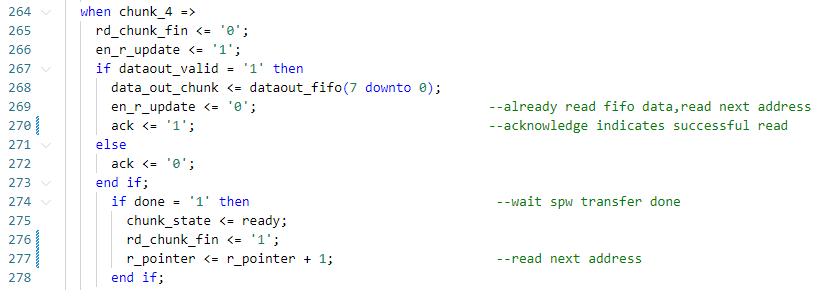 264 when chunk_4 =>
265 rd_chunk_fin <= '0';
266 en_r_update <= '1';
267 if dataout_valid = '1' then
268 data_out_chunk <= dataout_fifo(7 downto 0);
269 en_r_update <= '0'; --already read fifo data,read next address
270 ack <= '1'; --acknowledge indicates successful read
271 else
272 ack <= '0';
273 end if;
274 if done = '1' then --wait spw transfer done
275 chunk_state <= ready;
276 rd_chunk_fin <= '1';
277 r_pointer <= r_pointer + 1; --read next address
278 end if;